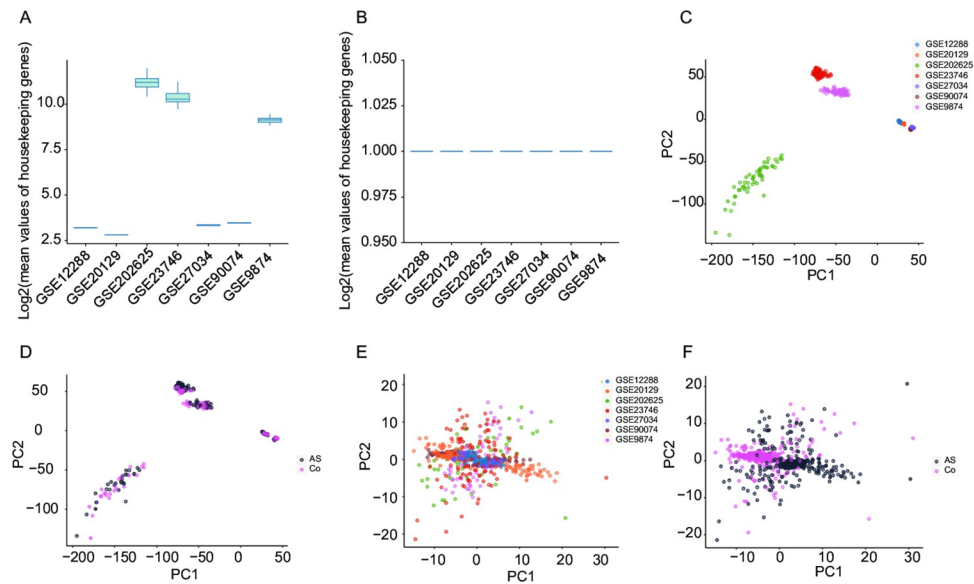 A
Log2(mean values of housekeeping genes)
10.0
7.5
5.0
2.5
GSE12288
GSE20129
GSE202625
GSE23746
GSE27034
GSE90074
GSE9874
B
Log2(mean values of housekeeping genes)
1.050
1.025
1.000
0.975
0.950
GSE12288
GSE20129
GSE202625
GSE23746
GSE27034
GSE90074
GSE9874
C
PC2
50
0
−50
−100
−200
−150
−100
−50
0
50
PC1
GSE12288
GSE20129
GSE202625
GSE23746
GSE27034
GSE90074
GSE9874
D
PC2
50
0
−50
−100
−200
−150
−100
−50
0
50
PC1
AS
Co
E
PC2
20
10
0
−10
−20
−10
0
10
20
30
PC1
GSE12288
GSE20129
GSE202625
GSE23746
GSE27034
GSE90074
GSE9874
F
PC2
20
10
0
−10
−20
−10
0
10
20
30
PC1
AS
Co